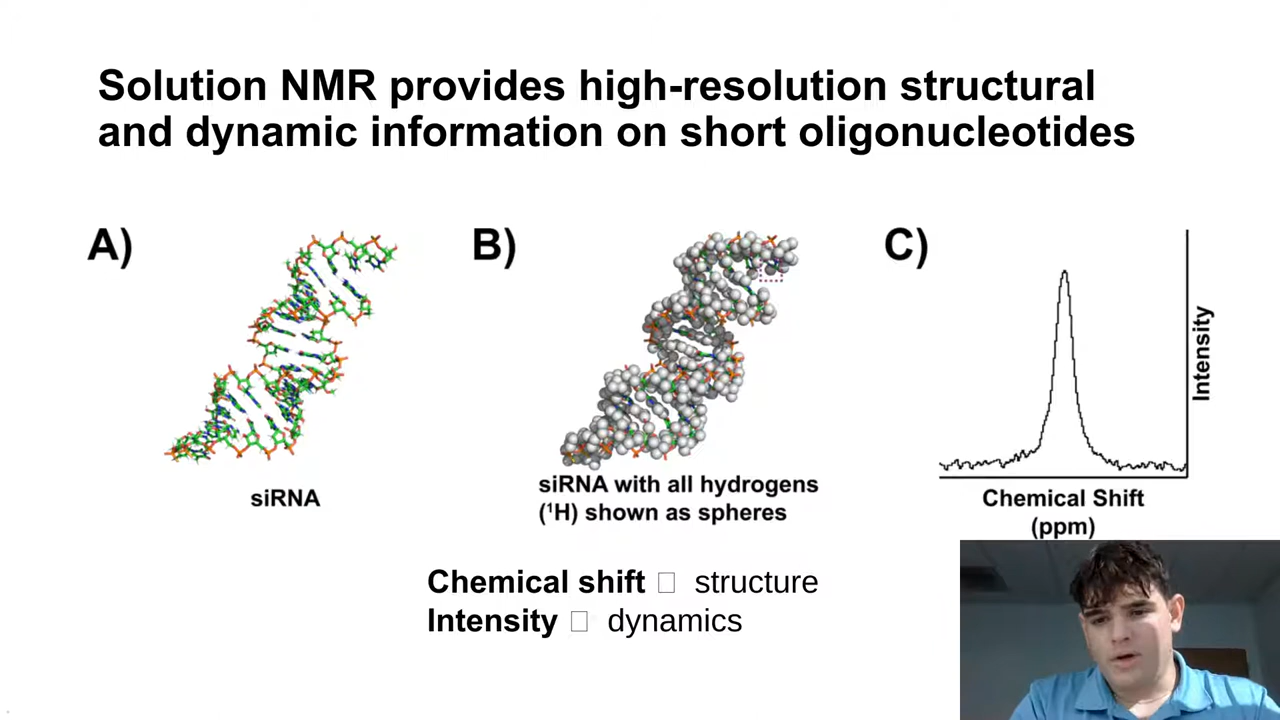 Solution NMR provides high-resolution structural
and dynamic information on short oligonucleotides
A)
B)
C)
siRNA
siRNA with all hydrogens
(¹H) shown as spheres
Intensity
Chemical Shift
(ppm)
Chemical shift □ structure
Intensity □ dynamics